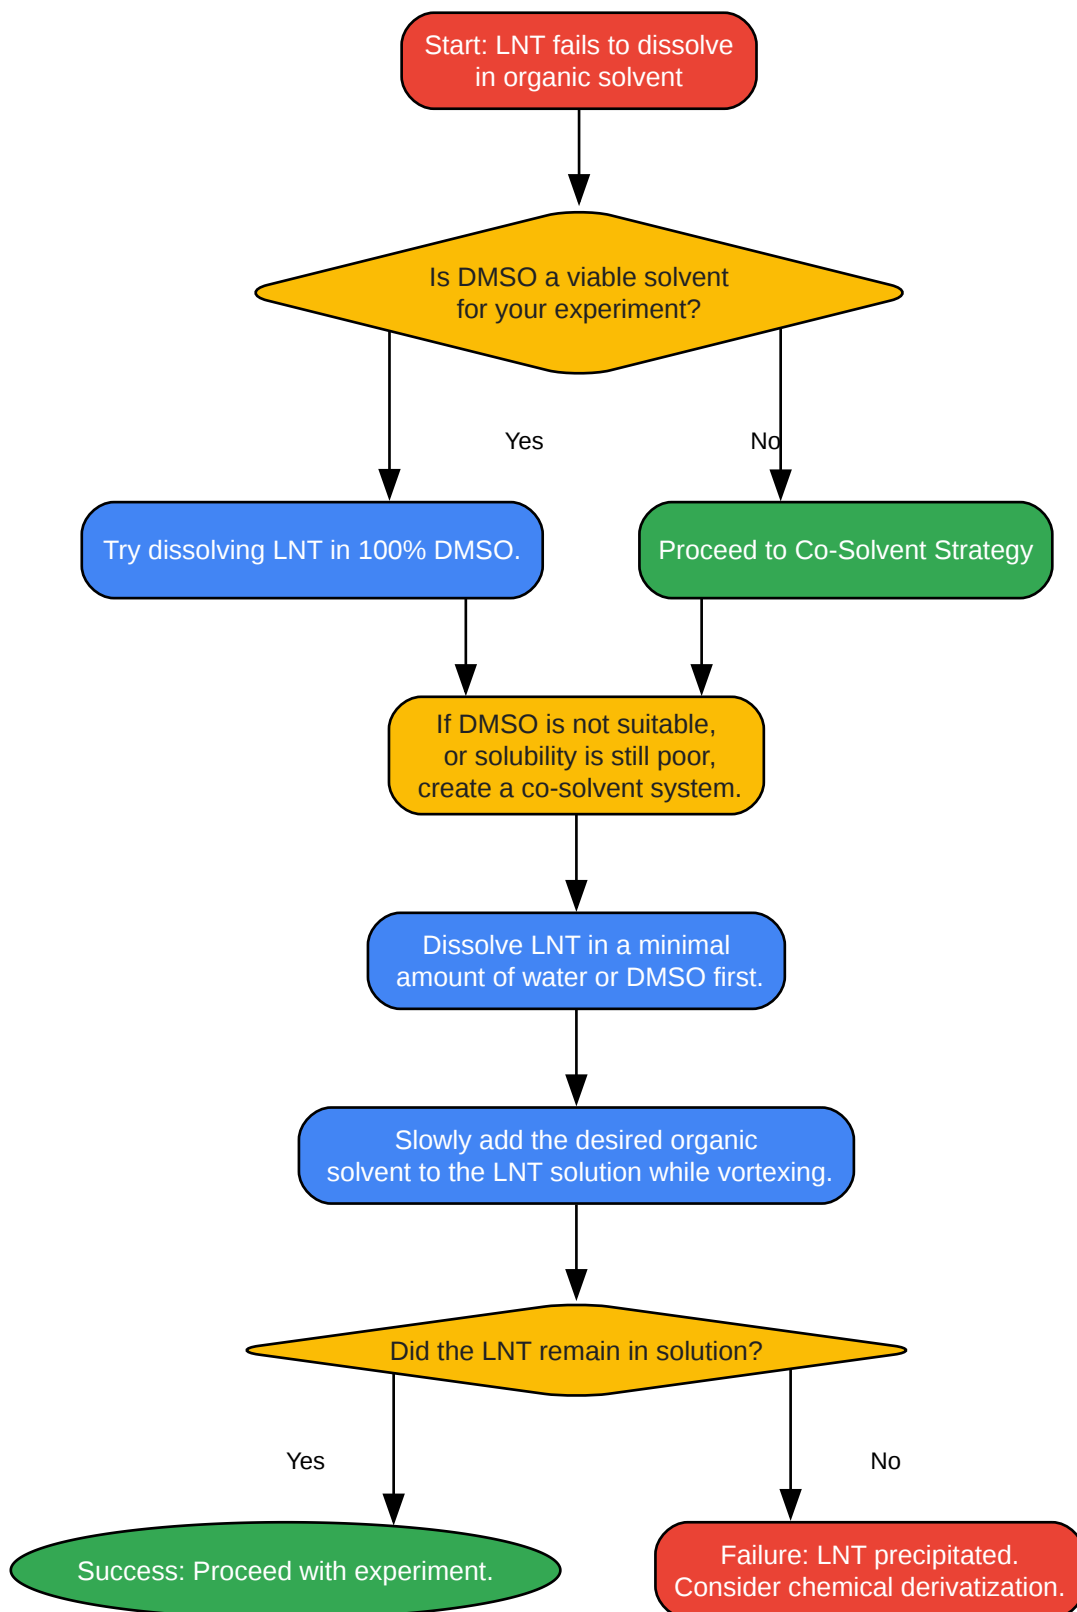 Start: LNT fails to dissolve
in organic solvent
Is DMSO a viable solvent
for your experiment?
Yes
No
Try dissolving LNT in 100% DMSO.
Proceed to Co-Solvent Strategy
If DMSO is not suitable,
or solubility is still poor,
create a co-solvent system.
Dissolve LNT in a minimal
amount of water or DMSO first.
Slowly add the desired organic
solvent to the LNT solution while vortexing.
Did the LNT remain in solution?
Yes
No
Success: Proceed with experiment.
Failure: LNT precipitated.
Consider chemical derivatization.